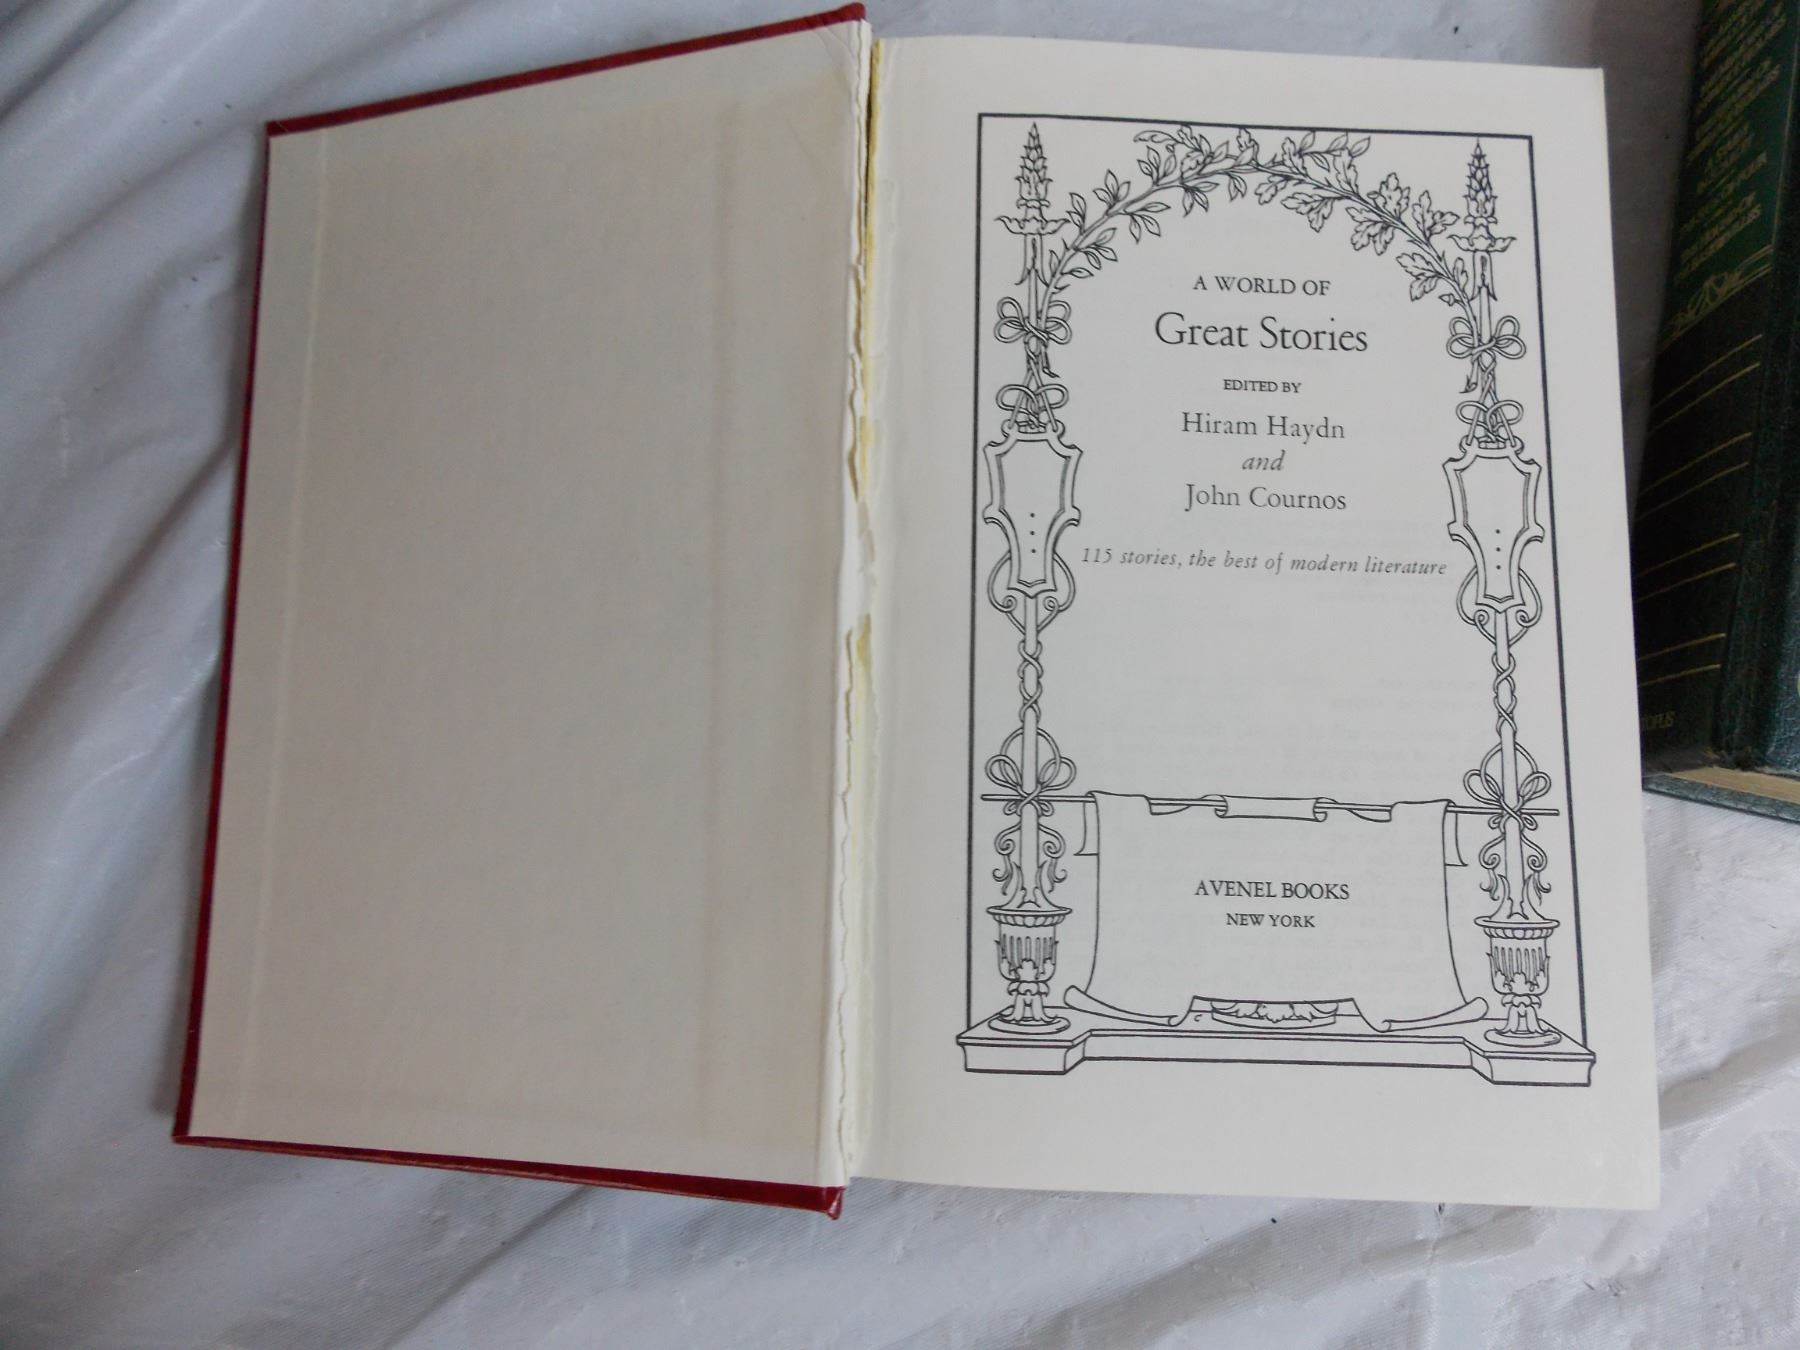 A WORLD OF
Great Stories
EDITED BY
Hiram Haydn
and
John Cournos
115 stories, the best of modern literature
AVENEL BOOKS
NEW YORK